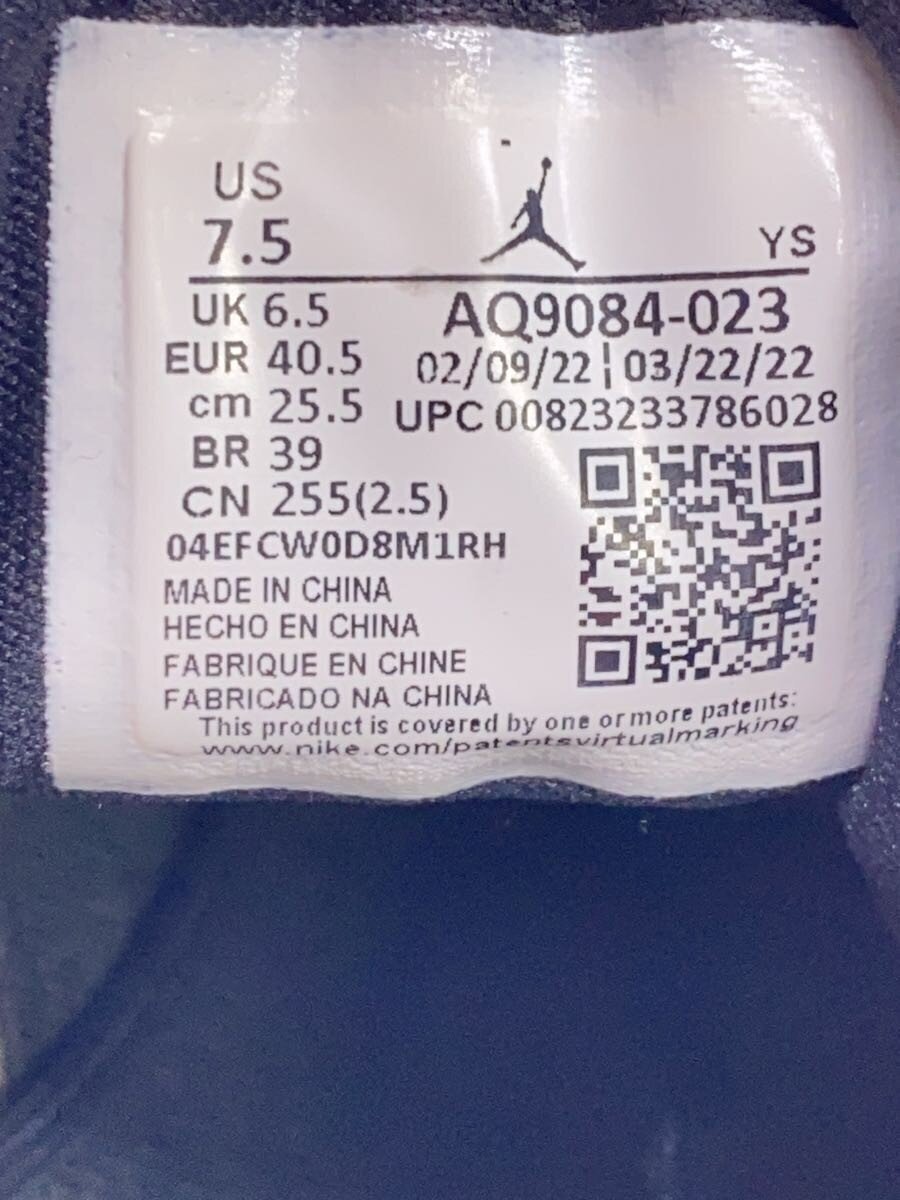 US
7.5
YS
UK 6.5
AQ9084-023
EUR 40.5
02/09/22 ¦ 03/22/22
cm 25.5
UPC 00823233786028
BR 39
CN 255(2.5)
04EFCW0D8M1RH
MADE IN CHINA
HECHO EN CHINA
FABRIQUE EN CHINE
FABRICADO NA CHINA
This product is covered by one or more patents:
www.nike.com/patentsvirtualmarking